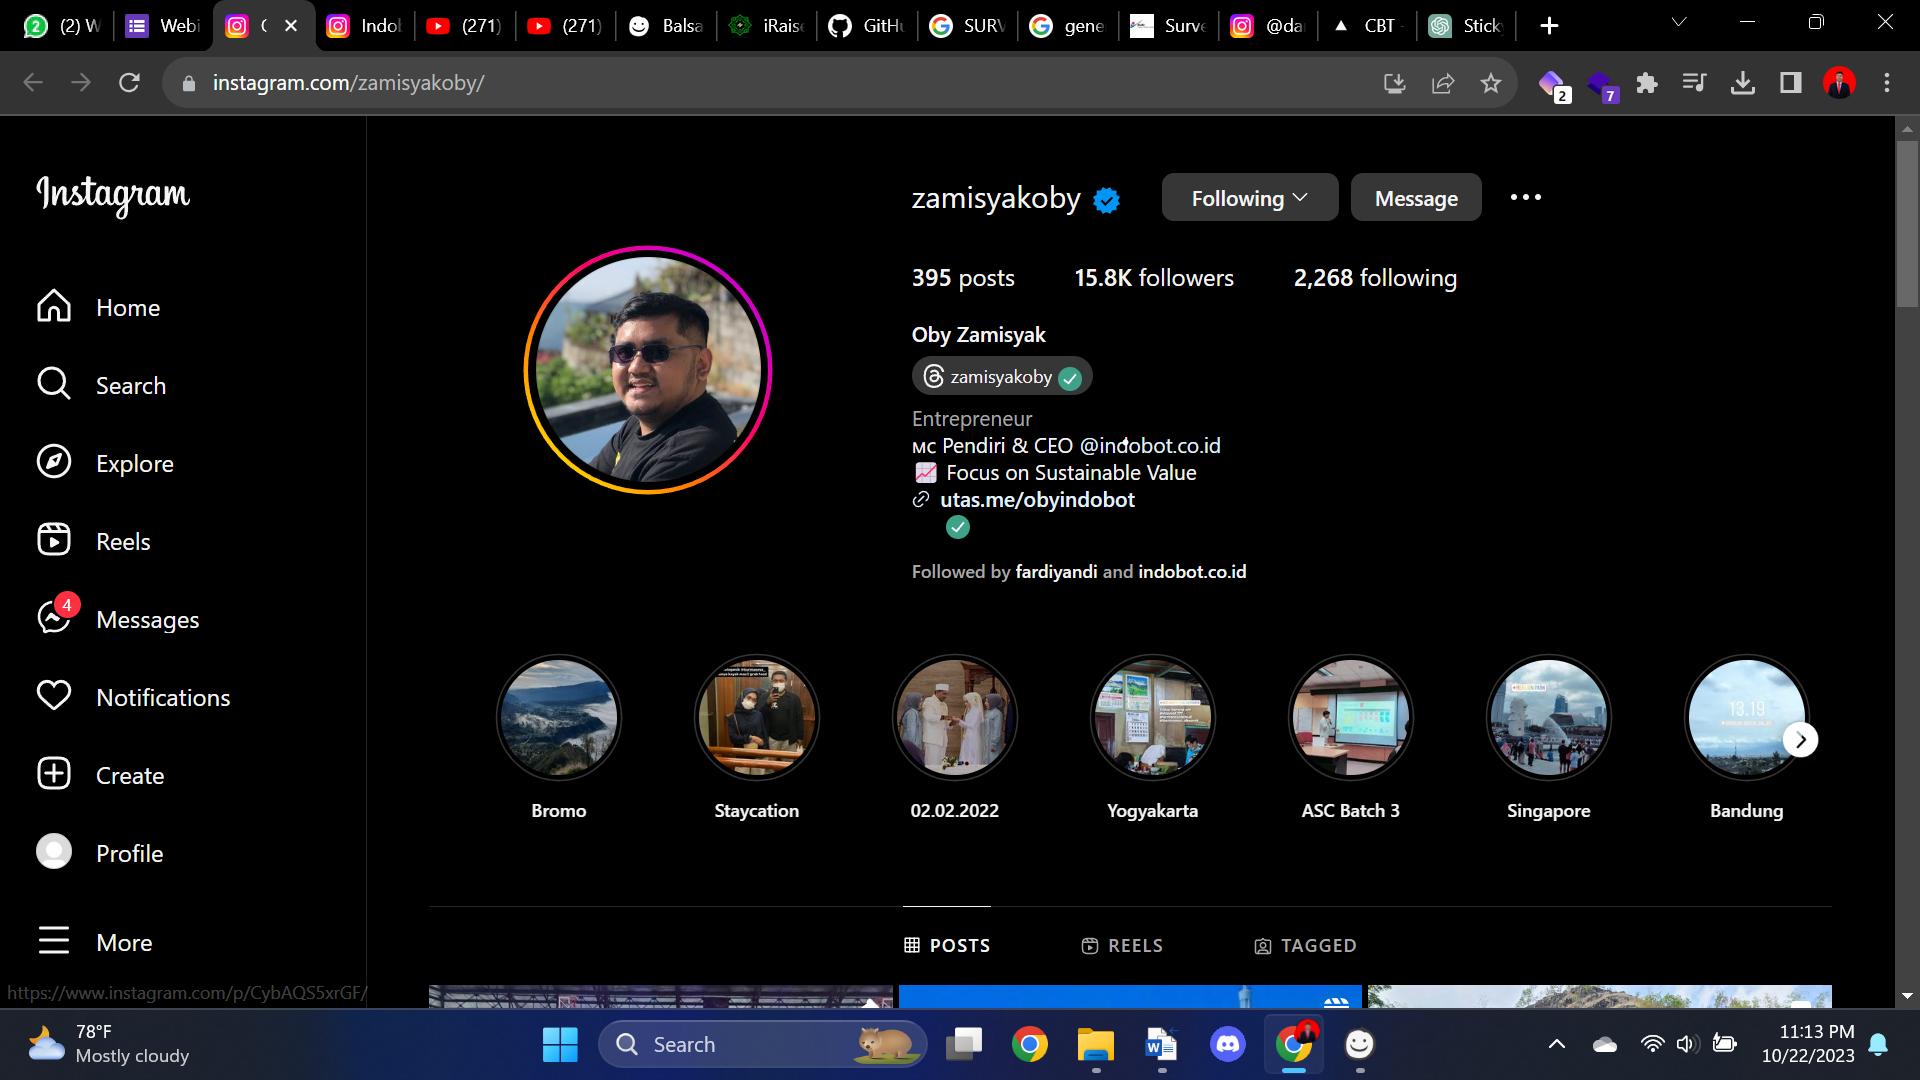 (2) W
Webi
(
Indol
(271)
(271)
Balsa
iRaise
GitHu
SURV
gene
Surve
@da
CBT -
Stick
instagram.com/zamisyakoby/
2
7
Instagram
zamisyakoby
Following
Message
395 posts
15.8K followers
2,268 following
Oby Zamisyak
zamisyakoby
Entrepreneur
ᴍᴄ Pendiri & CEO @indobot.co.id
📈 Focus on Sustainable Value
utas.me/obyindobot
Followed by fardiyandi and indobot.co.id
Home
Search
Explore
Reels
4
Messages
Notifications
Create
Profile
More
13.19
Bromo
Staycation
02.02.2022
Yogyakarta
ASC Batch 3
Singapore
Bandung
POSTS
REELS
TAGGED
https://www.instagram.com/p/CybAQS5xrGF/
78°F
Mostly cloudy
Search
11:13 PM
10/22/2023